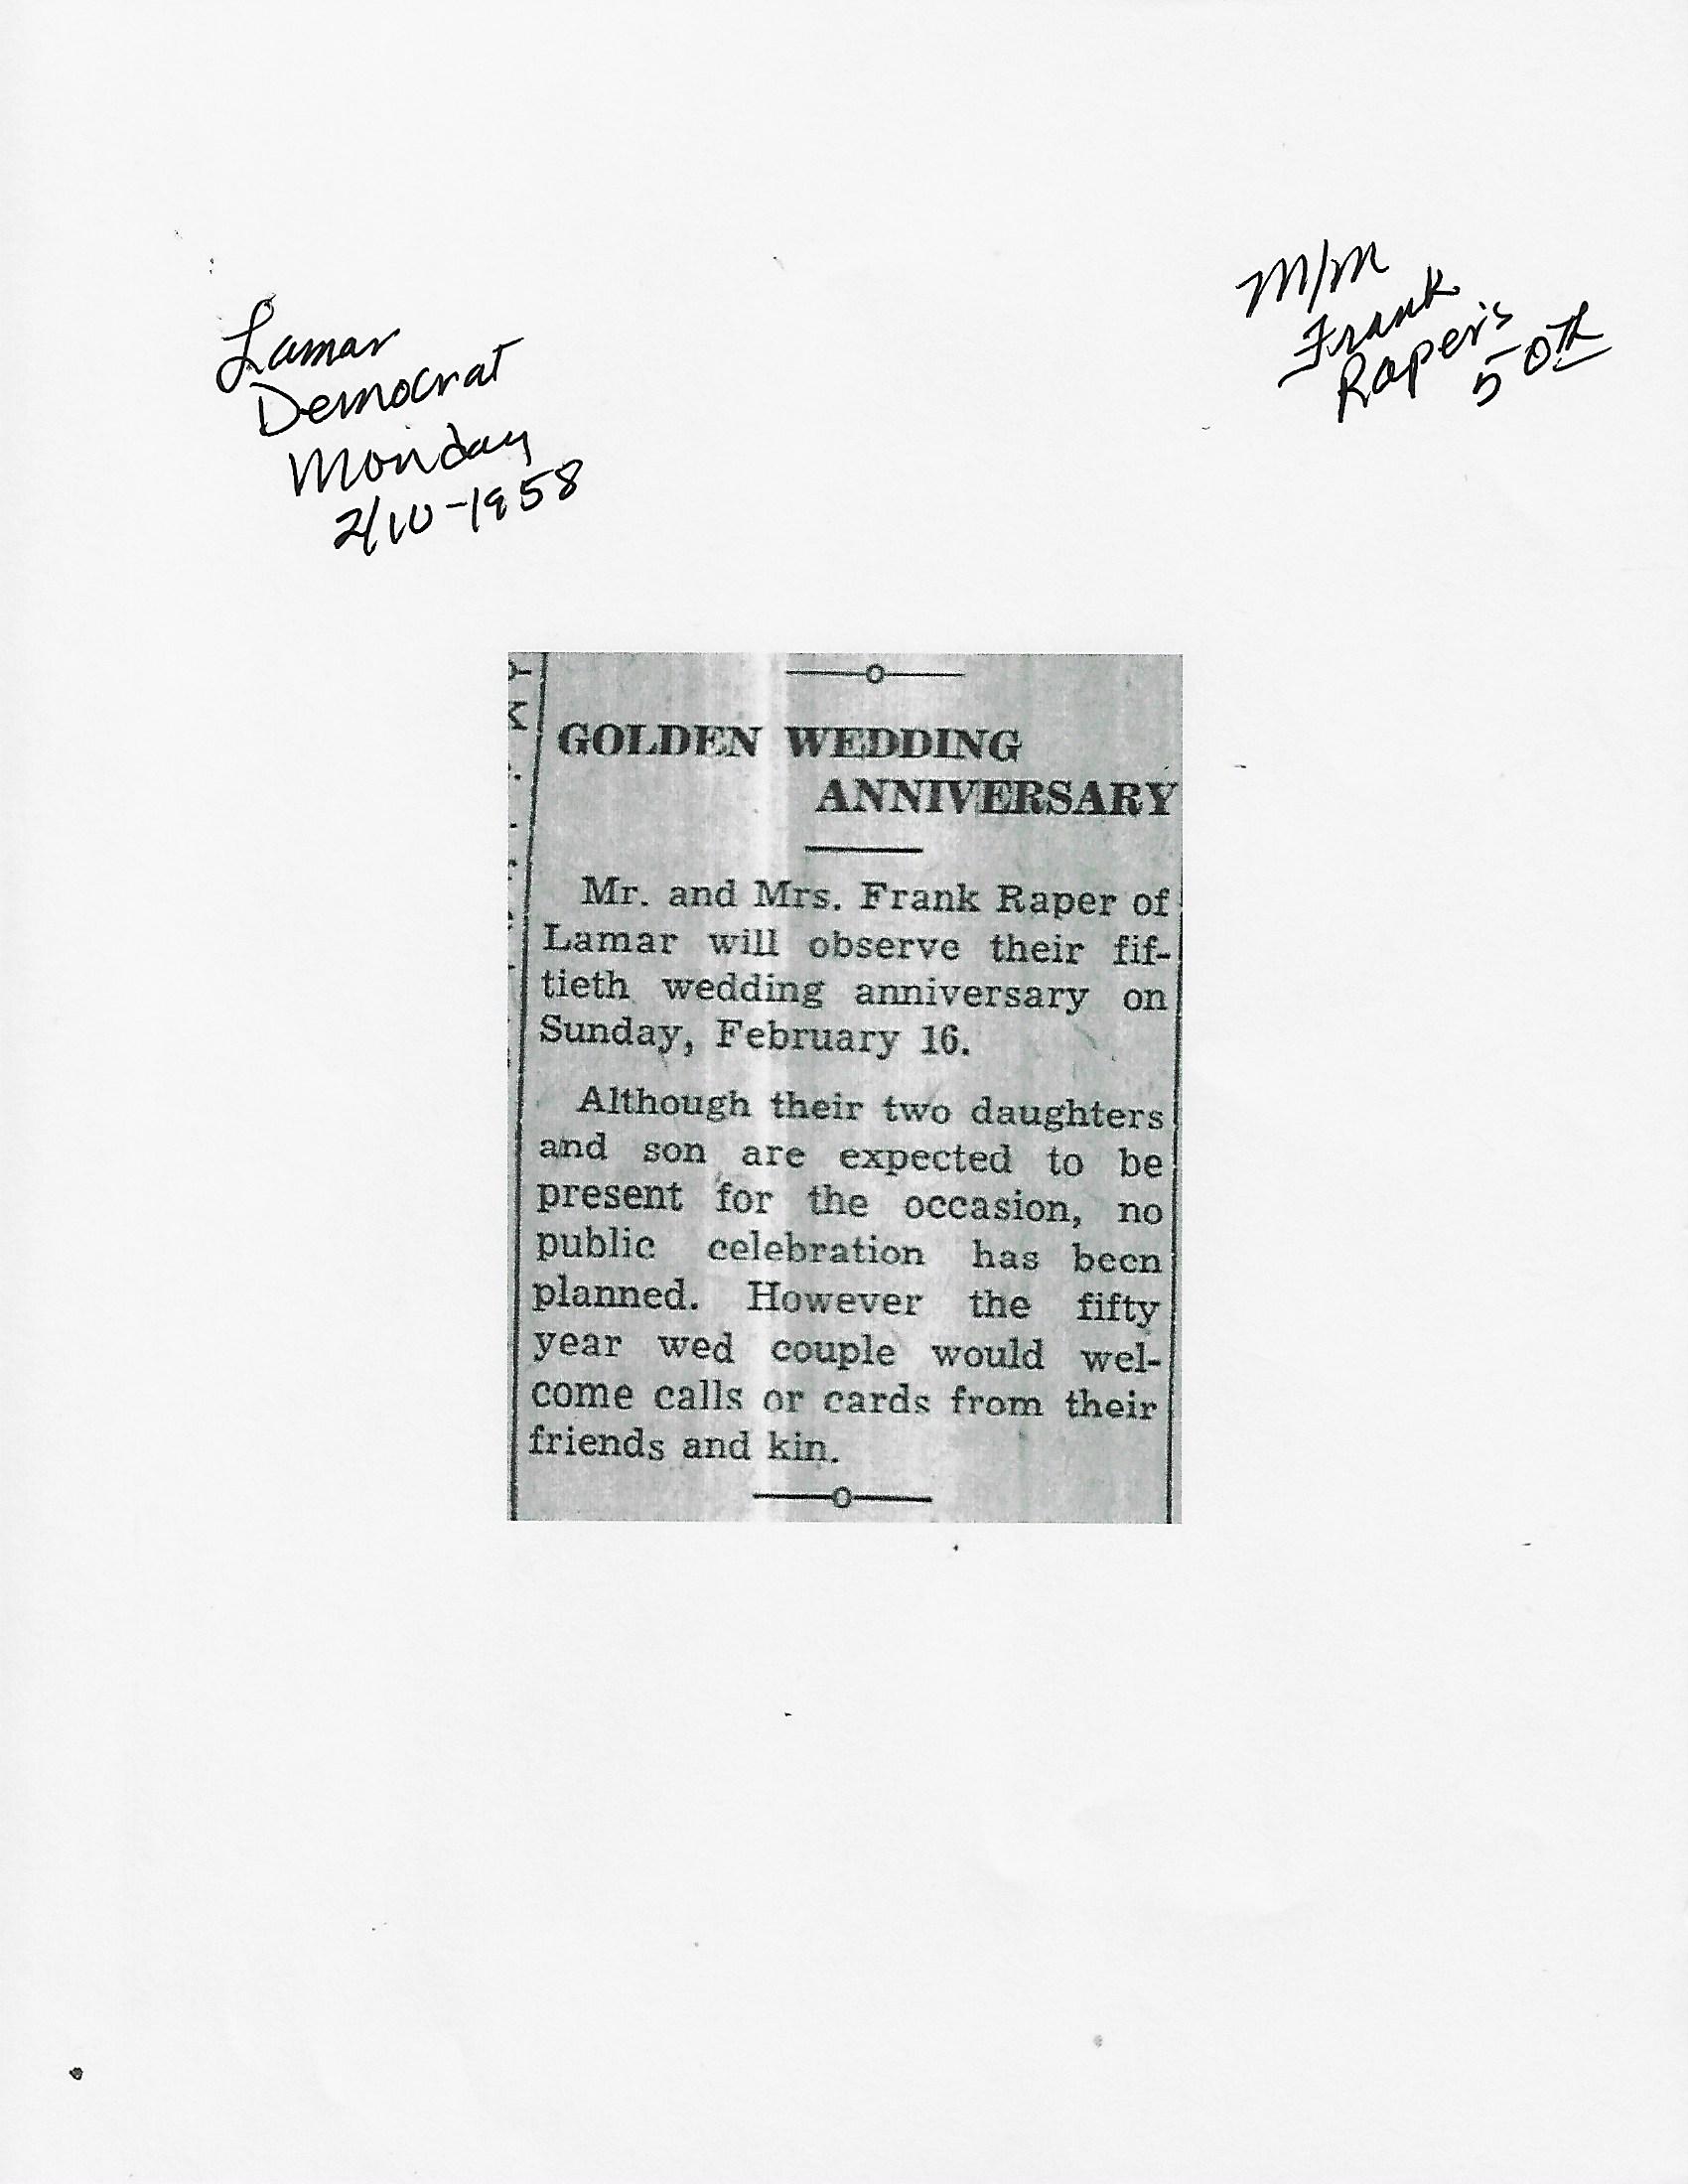 Lamar
Democrat
Monday
2/10-1958
M/M
Frank
Raper's
50th
GOLDEN WEDDING
ANNIVERSARY
Mr. and Mrs. Frank Raper of
Lamar will observe their fif-
tieth wedding anniversary on
Sunday, February 16.
Although their two daughters
and son are expected to be
present for the occasion, no
public celebration has been
planned. However the fifty
year wed couple would wel-
come calls or cards from their
friends and kin.